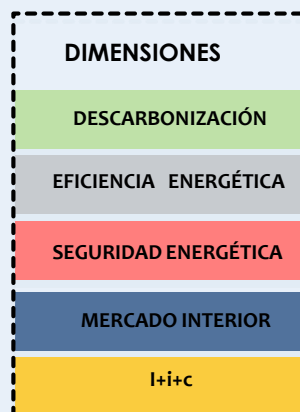 DIMENSIONES
DESCARBONIZACIÓN
EFICIENCIA ENERGÉTICA
SEGURIDAD ENERGÉTICA
MERCADO INTERIOR
I+i+c